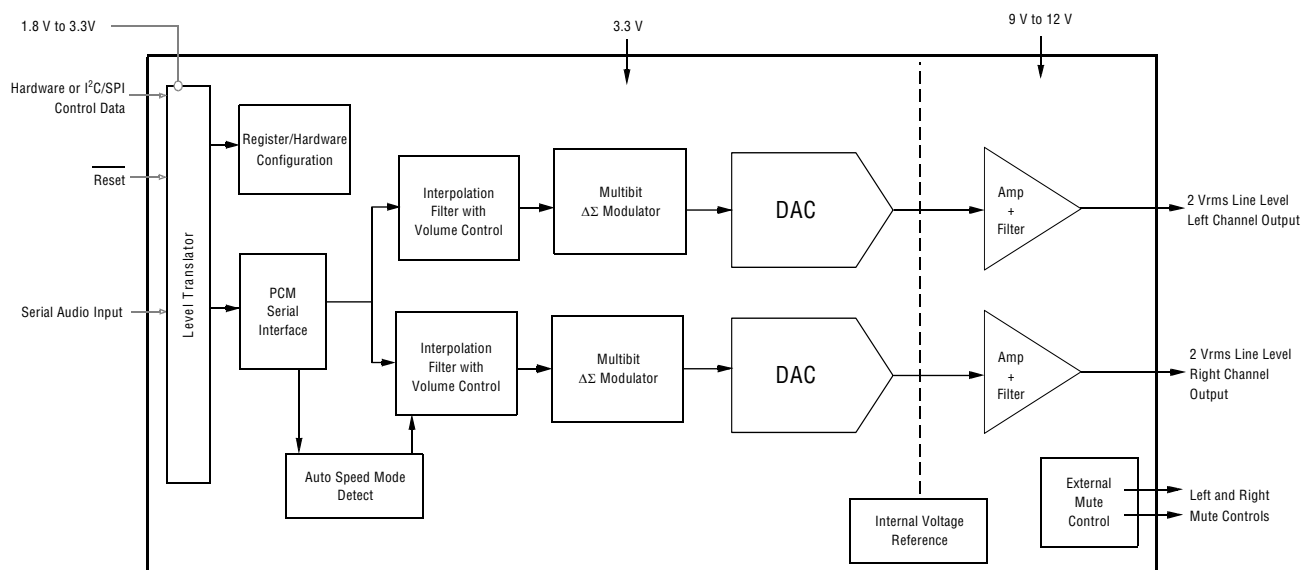 1.8 V to 3.3V
3.3 V
9 V to 12 V
Hardware or I²C/SPI
Control Data
Reset
Serial Audio Input
Level Translator
Register/Hardware
Configuration
PCM
Serial
Interface
Auto Speed Mode
Detect
Interpolation
Filter with
Volume Control
Multibit
ΔΣ Modulator
DAC
Amp
+
Filter
2 Vrms Line Level
Left Channel Output
Interpolation
Filter with
Volume Control
Multibit
ΔΣ Modulator
DAC
Amp
+
Filter
2 Vrms Line Level
Right Channel
Output
Internal Voltage
Reference
External
Mute
Control
Left and Right
Mute Controls